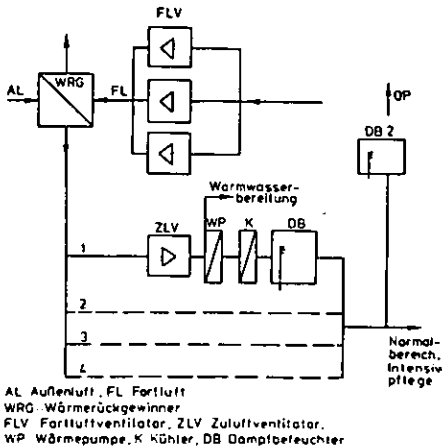 FLV
WRG
AL
FL
OP
DB 2
Warmwasser-
bereitung
ZLV
WP
K
DB
1
2
3
4
Normal-
bereich,
Intensiv
pflege
AL Außenluft, FL Fortluft
WRG Wärmerückgewinner
FLV Fortluftventilator, ZLV Zuluftventilator,
WP Wärmepumpe, K Kühler, DB Dampfbefeuchter